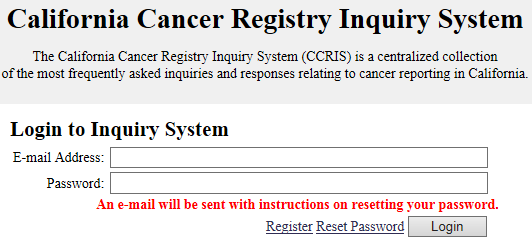 California Cancer Registry Inquiry System
The California Cancer Registry Inquiry System (CCRIS) is a centralized collection
of the most frequently asked inquiries and responses relating to cancer reporting in California.
Login to Inquiry System
E-mail Address:
Password:
An e-mail will be sent with instructions on resetting your password.
Register Reset Password Login